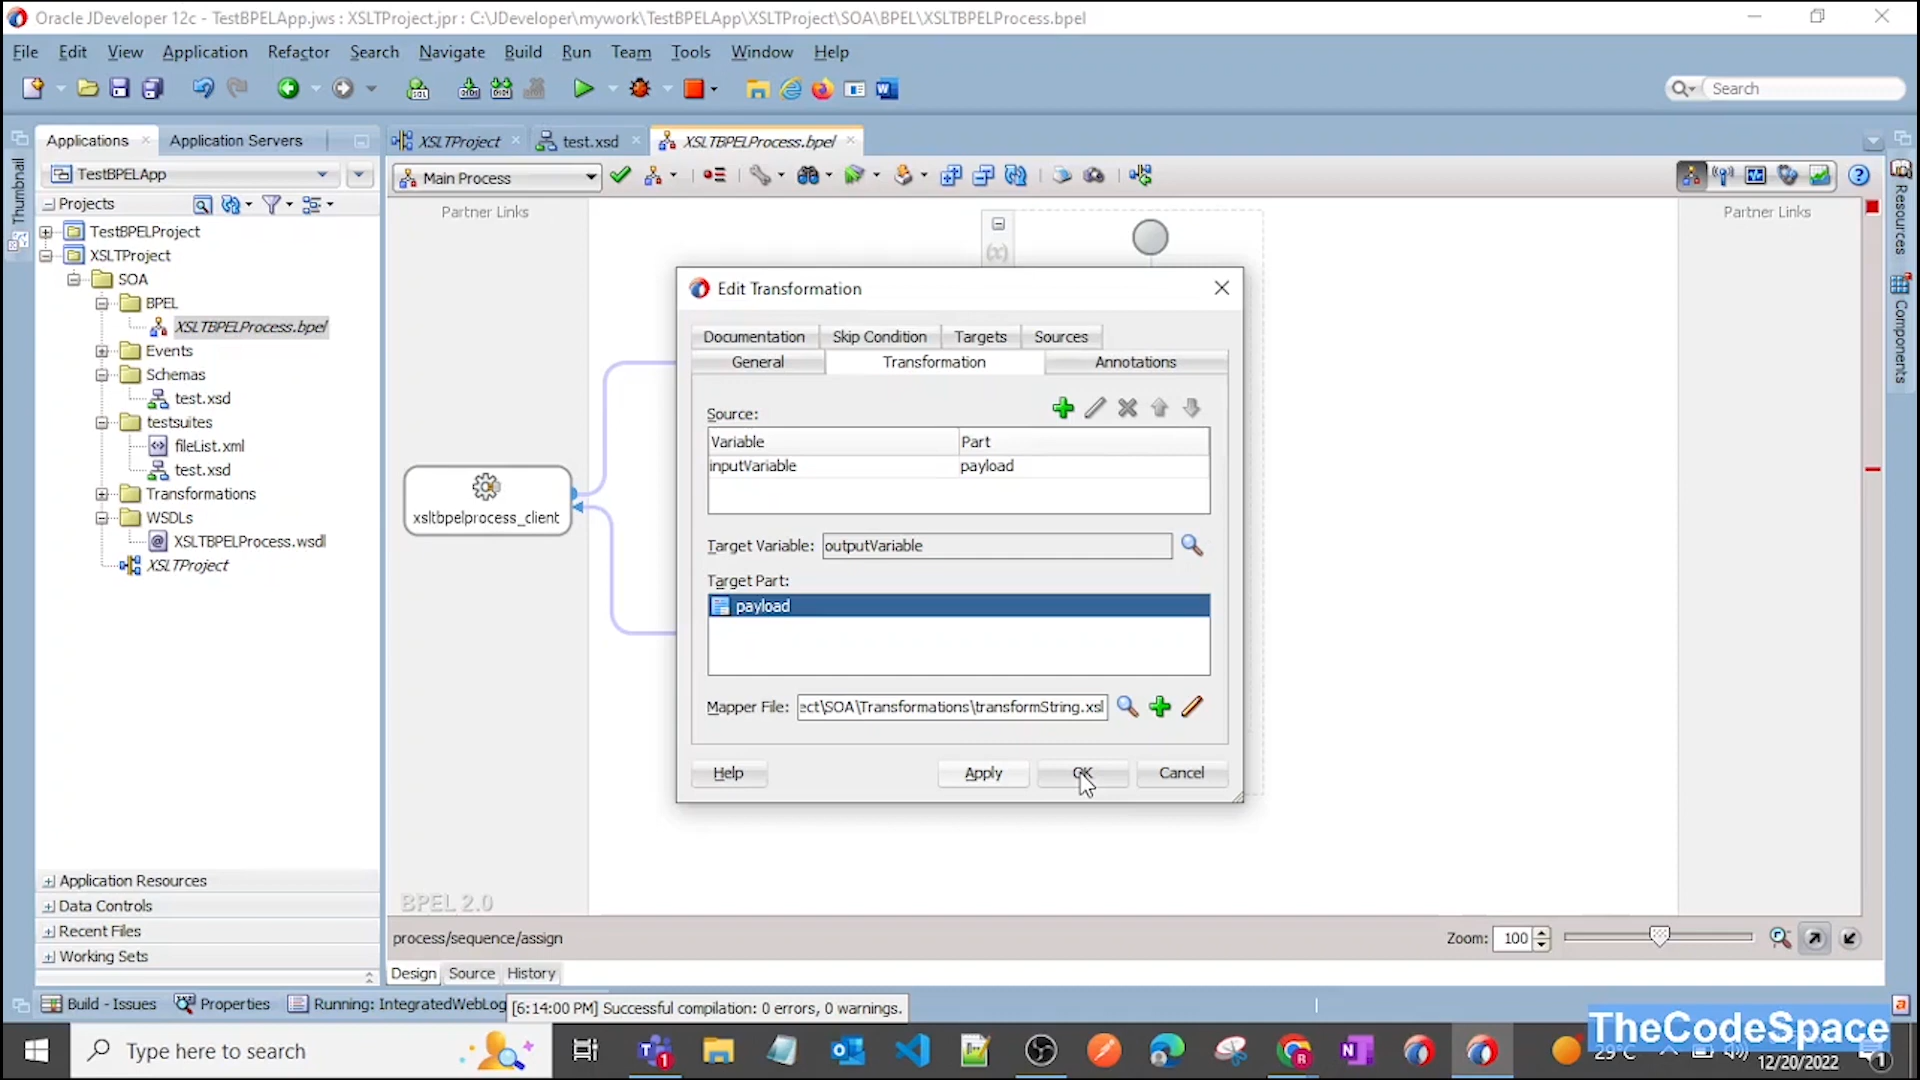 Oracle JDeveloper 12c - TestBPELApp.jws : XSLTProject.jpr : C:\JDeveloper\mywork\TestBPELApp\XSLTProject\SOA\BPEL\XSLTBPELProcess.bpel
File Edit View Application Refactor Search Navigate Build Run Team Tools Window Help
Search
Applications Application Servers
XSLTProject test.xsd XSLTBPELProcess.bpel
TestBPELApp
Main Process
Projects
Thumbnail
Resources
Components
TestBPELProject
XSLTProject
SOA
BPEL
XSLTBPELProcess.bpel
Events
Schemas
test.xsd
testsuites
fileList.xml
test.xsd
Transformations
WSDLs
XSLTBPELProcess.wsdl
XSLTProject
Application Resources
Data Controls
Recent Files
Working Sets
Partner Links
Partner Links
(x)
xsltbpelprocess_client
Edit Transformation
Documentation Skip Condition Targets Sources
General Transformation Annotations
Source:
Variable Part
inputVariable payload
Target Variable: outputVariable
Target Part:
payload
Mapper File: ect\SOA\Transformations\transformString.xsl
Help Apply OK Cancel
BPEL 2.0
process/sequence/assign
Zoom: 100
Design Source History
Build - Issues Properties Running: IntegratedWebLog
[6:14:00 PM] Successful compilation: 0 errors, 0 warnings.
TheCodeSpace
Type here to search
29°C
12/20/2022